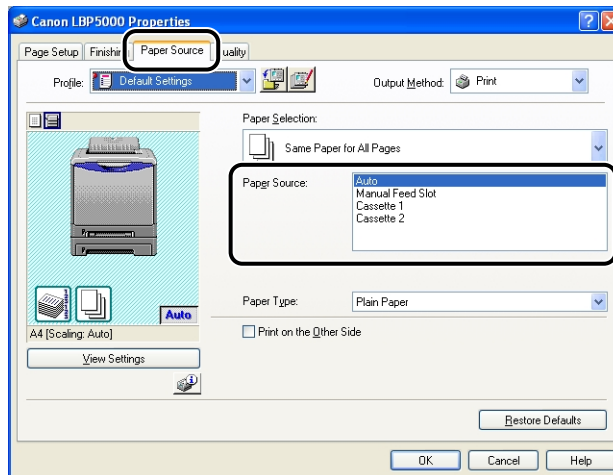 Canon LBP5000 Properties
Page Setup Finishing Paper Source Quality
Profile: Default Settings Output Method: Print
Paper Selection:
Same Paper for All Pages
Paper Source: Auto
Manual Feed Slot
Cassette 1
Cassette 2
Auto
Paper Type: Plain Paper
A4 [Scaling: Auto] Print on the Other Side
View Settings
Restore Defaults
OK Cancel Help